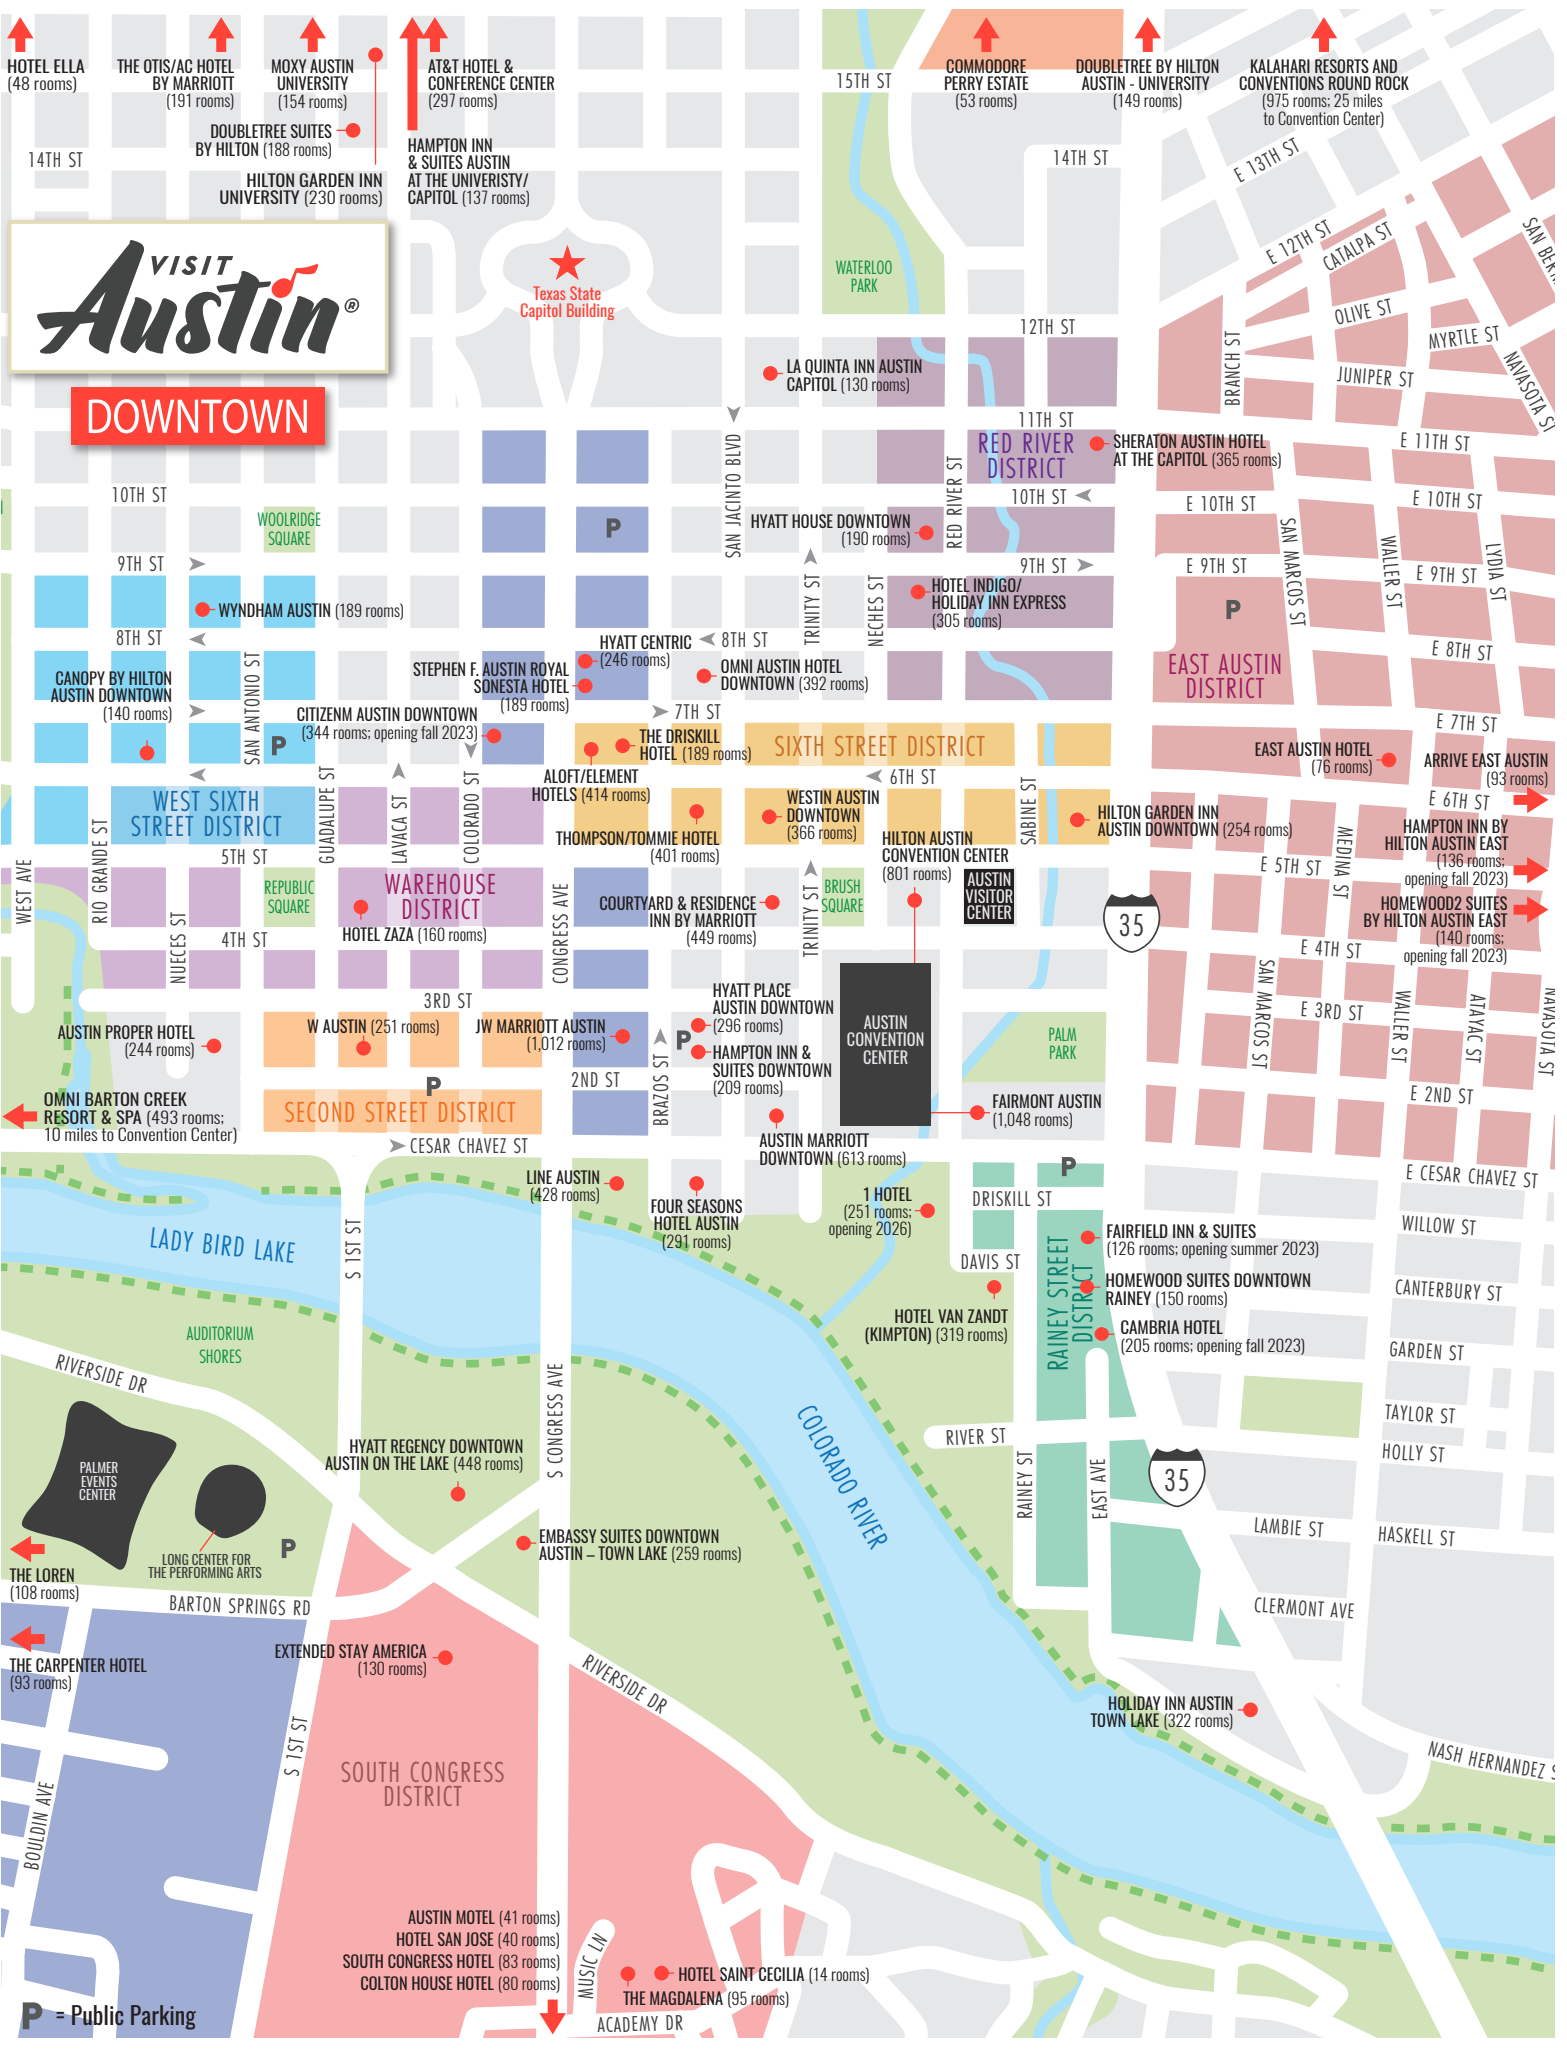 HOTEL ELLA
(48 rooms)
THE OTIS/AC HOTEL
BY MARRIOTT
(191 rooms)
MOXY AUSTIN
UNIVERSITY
(154 rooms)
AT&T HOTEL &
CONFERENCE CENTER
(297 rooms)
COMMODORE
PERRY ESTATE
(53 rooms)
DOUBLETREE BY HILTON
AUSTIN - UNIVERSITY
(149 rooms)
KALAHARI RESORTS AND
CONVENTIONS ROUND ROCK
(975 rooms; 25 miles
to Convention Center)
15TH ST
DOUBLETREE SUITES
BY HILTON (188 rooms)
HAMPTON INN
& SUITES AUSTIN
AT THE UNIVERISTY/
CAPITOL (137 rooms)
HILTON GARDEN INN
UNIVERSITY (230 rooms)
14TH ST
14TH ST
E 13TH ST
E 12TH ST
CATALPA ST
SAN BERN
VISIT
Austin®
DOWNTOWN
Texas State
Capitol Building
WATERLOO
PARK
12TH ST
OLIVE ST
MYRTLE ST
NAVASOTA ST
BRANCH ST
JUNIPER ST
LA QUINTA INN AUSTIN
CAPITOL (130 rooms)
11TH ST
RED RIVER
DISTRICT
SHERATON AUSTIN HOTEL
AT THE CAPITOL (365 rooms)
E 11TH ST
10TH ST
10TH ST
E 10TH ST
E 10TH ST
SAN JACINTO BLVD
RED RIVER ST
WOOLRIDGE
SQUARE
P
HYATT HOUSE DOWNTOWN
(190 rooms)
SAN MARCOS ST
WALLER ST
LYDIA ST
9TH ST
9TH ST
E 9TH ST
E 9TH ST
TRINITY ST
NECHES ST
HOTEL INDIGO/
HOLIDAY INN EXPRESS
(305 rooms)
P
WYNDHAM AUSTIN (189 rooms)
8TH ST
8TH ST
E 8TH ST
HYATT CENTRIC
(246 rooms)
STEPHEN F. AUSTIN ROYAL
SONESTA HOTEL
(189 rooms)
OMNI AUSTIN HOTEL
DOWNTOWN (392 rooms)
EAST AUSTIN
DISTRICT
CANOPY BY HILTON
AUSTIN DOWNTOWN
(140 rooms)
SAN ANTONIO ST
P
CITIZENM AUSTIN DOWNTOWN
(344 rooms; opening fall 2023)
7TH ST
E 7TH ST
THE DRISKILL
HOTEL (189 rooms)
SIXTH STREET DISTRICT
EAST AUSTIN HOTEL
(76 rooms)
ARRIVE EAST AUSTIN
(93 rooms)
ALOFT/ELEMENT
HOTELS (414 rooms)
6TH ST
E 6TH ST
WEST SIXTH
STREET DISTRICT
GUADALUPE ST
LAVACA ST
COLORADO ST
THOMPSON/TOMMIE HOTEL
(401 rooms)
WESTIN AUSTIN
DOWNTOWN
(366 rooms)
SABINE ST
HILTON GARDEN INN
AUSTIN DOWNTOWN (254 rooms)
HAMPTON INN BY
HILTON AUSTIN EAST
(136 rooms;
opening fall 2023)
HILTON AUSTIN
CONVENTION CENTER
(801 rooms)
5TH ST
E 5TH ST
MEDINA ST
WEST AVE
RIO GRANDE ST
NUECES ST
REPUBLIC
SQUARE
WAREHOUSE
DISTRICT
HOTEL ZAZA (160 rooms)
CONGRESS AVE
COURTYARD & RESIDENCE
INN BY MARRIOTT
(449 rooms)
TRINITY ST
BRUSH
SQUARE
AUSTIN
VISITOR
CENTER
35
HOMEWOOD2 SUITES
BY HILTON AUSTIN EAST
(140 rooms;
opening fall 2023)
4TH ST
E 4TH ST
3RD ST
E 3RD ST
SAN MARCOS ST
WALLER ST
ATAYAC ST
NAVASOTA ST
AUSTIN PROPER HOTEL
(244 rooms)
W AUSTIN (251 rooms)
JW MARRIOTT AUSTIN
(1,012 rooms)
BRAZOS ST
P
HYATT PLACE
AUSTIN DOWNTOWN
(296 rooms)
HAMPTON INN &
SUITES DOWNTOWN
(209 rooms)
AUSTIN
CONVENTION
CENTER
PALM
PARK
2ND ST
E 2ND ST
OMNI BARTON CREEK
RESORT & SPA (493 rooms;
10 miles to Convention Center)
P
SECOND STREET DISTRICT
FAIRMONT AUSTIN
(1,048 rooms)
CESAR CHAVEZ ST
AUSTIN MARRIOTT
DOWNTOWN (613 rooms)
P
E CESAR CHAVEZ ST
LINE AUSTIN
(428 rooms)
FOUR SEASONS
HOTEL AUSTIN
(291 rooms)
1 HOTEL
(251 rooms;
opening 2026)
DRISKILL ST
WILLOW ST
LADY BIRD LAKE
S 1ST ST
DAVIS ST
RAINEY STREET
DISTRICT
FAIRFIELD INN & SUITES
(126 rooms; opening summer 2023)
HOMEWOOD SUITES DOWNTOWN
RAINEY (150 rooms)
CANTERBURY ST
HOTEL VAN ZANDT
(KIMPTON) (319 rooms)
CAMBRIA HOTEL
(205 rooms; opening fall 2023)
GARDEN ST
AUDITORIUM
SHORES
RIVERSIDE DR
S CONGRESS AVE
COLORADO RIVER
TAYLOR ST
RIVER ST
HOLLY ST
PALMER
EVENTS
CENTER
HYATT REGENCY DOWNTOWN
AUSTIN ON THE LAKE (448 rooms)
RAINEY ST
EAST AVE
35
LAMBIE ST
HASKELL ST
P
LONG CENTER FOR
THE PERFORMING ARTS
EMBASSY SUITES DOWNTOWN
AUSTIN – TOWN LAKE (259 rooms)
THE LOREN
(108 rooms)
BARTON SPRINGS RD
CLERMONT AVE
THE CARPENTER HOTEL
(93 rooms)
EXTENDED STAY AMERICA
(130 rooms)
RIVERSIDE DR
HOLIDAY INN AUSTIN
TOWN LAKE (322 rooms)
NASH HERNANDEZ S
S 1ST ST
SOUTH CONGRESS
DISTRICT
BOULDIN AVE
AUSTIN MOTEL (41 rooms)
HOTEL SAN JOSE (40 rooms)
SOUTH CONGRESS HOTEL (83 rooms)
COLTON HOUSE HOTEL (80 rooms)
MUSIC LN
HOTEL SAINT CECILIA (14 rooms)
THE MAGDALENA (95 rooms)
ACADEMY DR
P = Public Parking